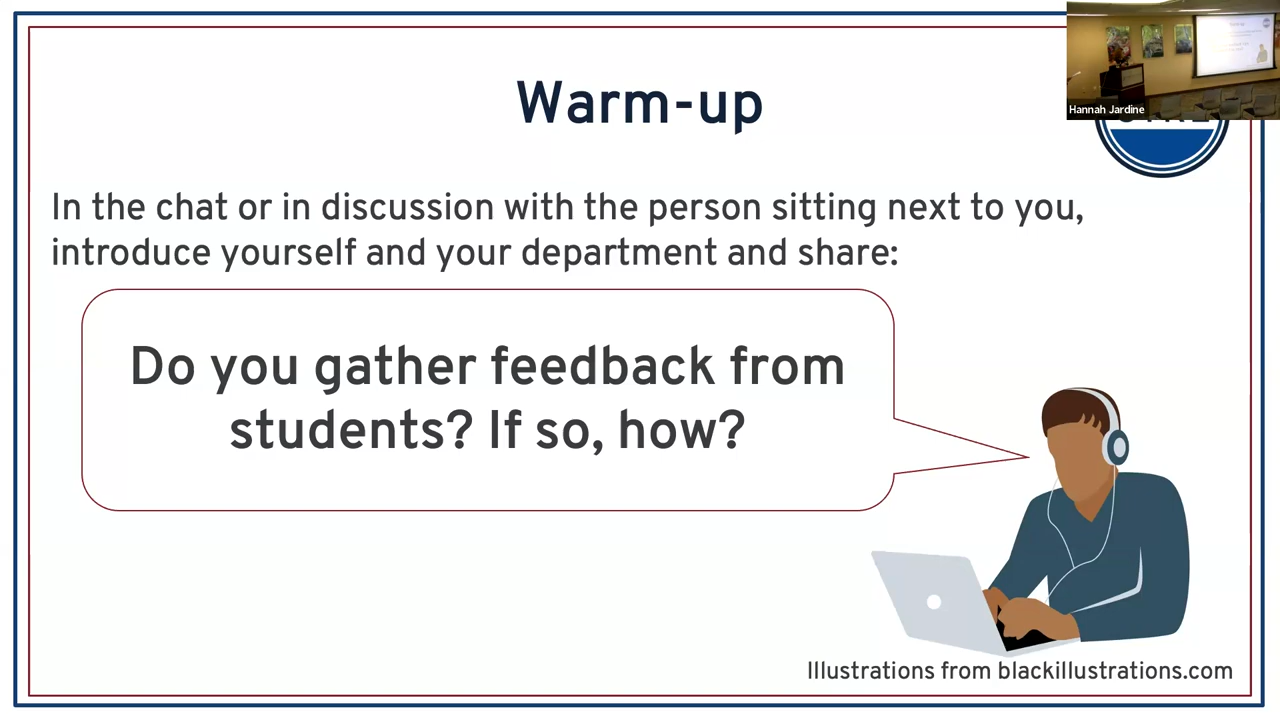 Warm-up
Hannah Jardine
In the chat or in discussion with the person sitting next to you,
introduce yourself and your department and share:
Do you gather feedback from
students? If so, how?
Illustrations from blackillustrations.com